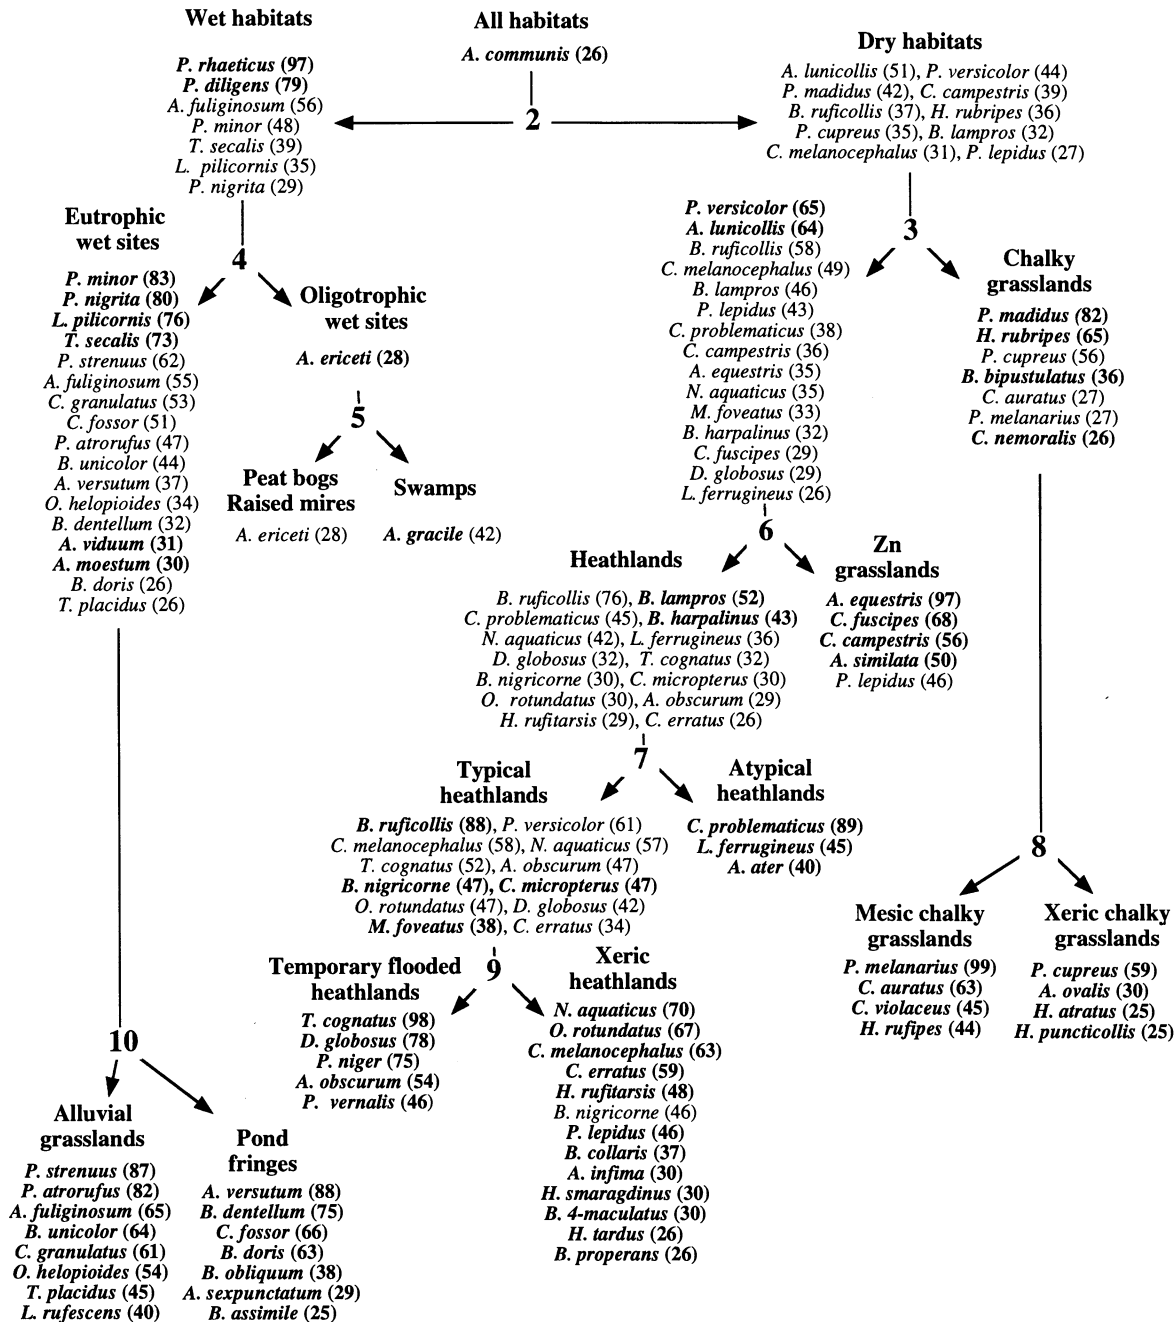 All habitats
A. communis (26)
2
Wet habitats
P. rhaeticus (97)
P. diligens (79)
A. fuliginosum (56)
P. minor (48)
T. secalis (39)
L. pilicornis (35)
P. nigrita (29)
Dry habitats
A. lunicollis (51), P. versicolor (44)
P. madidus (42), C. campestris (39)
B. ruficollis (37), H. rubripes (36)
P. cupreus (35), B. lampros (32)
C. melanocephalus (31), P. lepidus (27)
4
Eutrophic
wet sites
P. minor (83)
P. nigrita (80)
L. pilicornis (76)
T. secalis (73)
P. strenuus (62)
A. fuliginosum (55)
C. granulatus (53)
C. fossor (51)
P. atrorufus (47)
B. unicolor (44)
A. versutum (37)
O. helopioides (34)
B. dentellum (32)
A. viduum (31)
A. moestum (30)
B. doris (26)
T. placidus (26)
Oligotrophic
wet sites
A. ericeti (28)
5
Peat bogs
Raised mires
A. ericeti (28)
Swamps
A. gracile (42)
3
P. versicolor (65)
A. lunicollis (64)
B. ruficollis (58)
C. melanocephalus (49)
B. lampros (46)
P. lepidus (43)
C. problematicus (38)
C. campestris (36)
A. equestris (35)
N. aquaticus (35)
M. foveatus (33)
B. harpalinus (32)
C. fuscipes (29)
D. globosus (29)
L. ferrugineus (26)
Chalky
grasslands
P. madidus (82)
H. rubripes (65)
P. cupreus (56)
B. bipustulatus (36)
C. auratus (27)
P. melanarius (27)
C. nemoralis (26)
6
Heathlands
B. ruficollis (76), B. lampros (52)
C. problematicus (45), B. harpalinus (43)
N. aquaticus (42), L. ferrugineus (36)
D. globosus (32), T. cognatus (32)
B. nigricorne (30), C. micropterus (30)
O. rotundatus (30), A. obscurum (29)
H. rufitarsis (29), C. erratus (26)
Zn
grasslands
A. equestris (97)
C. fuscipes (68)
C. campestris (56)
A. similata (50)
P. lepidus (46)
7
Typical
heathlands
B. ruficollis (88), P. versicolor (61)
C. melanocephalus (58), N. aquaticus (57)
T. cognatus (52), A. obscurum (47)
B. nigricorne (47), C. micropterus (47)
O. rotundatus (47), D. globosus (42)
M. foveatus (38), C. erratus (34)
Atypical
heathlands
C. problematicus (89)
L. ferrugineus (45)
A. ater (40)
8
Mesic chalky
grasslands
P. melanarius (99)
C. auratus (63)
C. violaceus (45)
H. rufipes (44)
Xeric chalky
grasslands
P. cupreus (59)
A. ovalis (30)
H. atratus (25)
H. puncticollis (25)
9
Temporary flooded
heathlands
T. cognatus (98)
D. globosus (78)
P. niger (75)
A. obscurum (54)
P. vernalis (46)
Xeric
heathlands
N. aquaticus (70)
O. rotundatus (67)
C. melanocephalus (63)
C. erratus (59)
H. rufitarsis (48)
B. nigricorne (46)
P. lepidus (46)
B. collaris (37)
A. infima (30)
H. smaragdinus (30)
B. 4-maculatus (30)
H. tardus (26)
B. properans (26)
10
Alluvial
grasslands
P. strenuus (87)
P. atrorufus (82)
A. fuliginosum (65)
B. unicolor (64)
C. granulatus (61)
O. helopioides (54)
T. placidus (45)
L. rufescens (40)
Pond
fringes
A. versutum (88)
B. dentellum (75)
C. fossor (66)
B. doris (63)
B. obliquum (38)
A. sexpunctatum (29)
B. assimile (25)